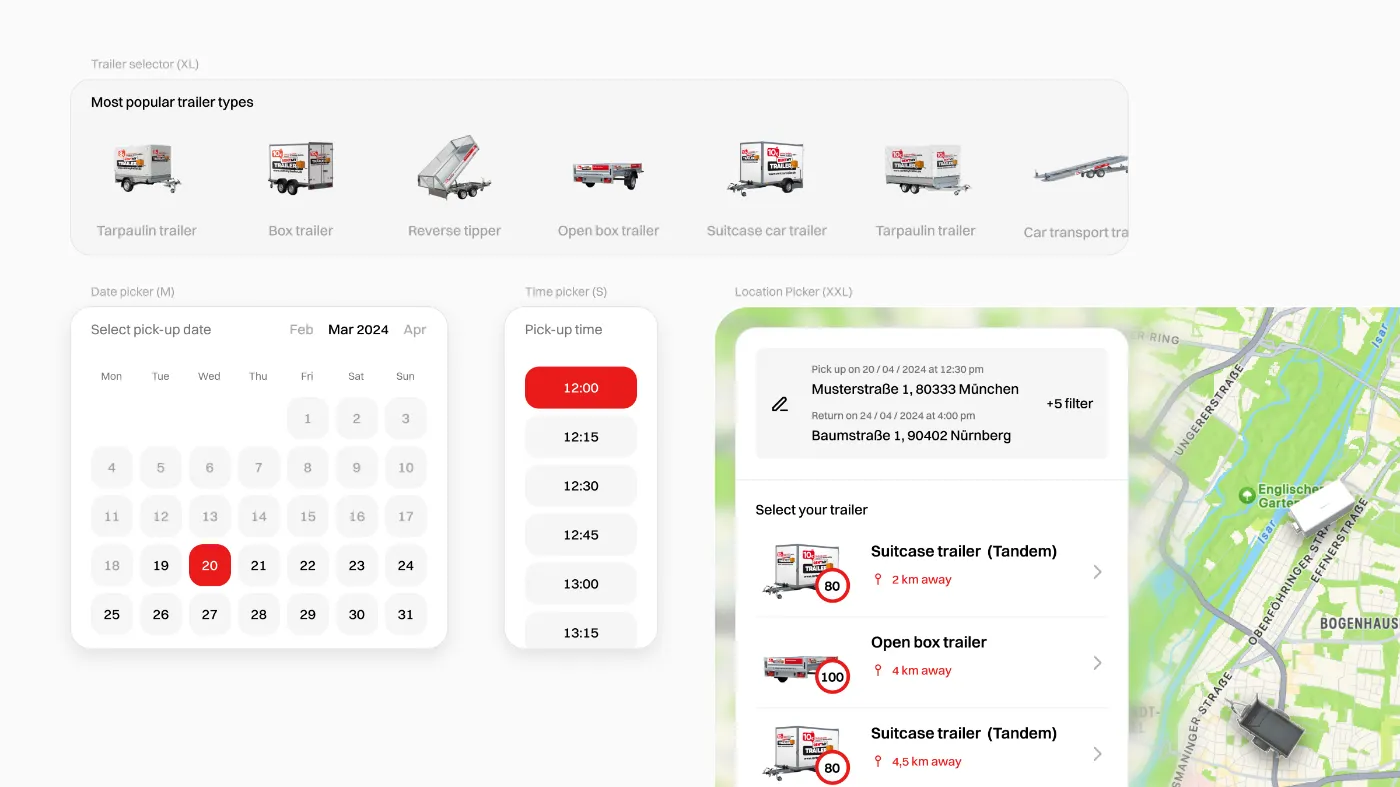 Trailer selector (XL)
Most popular trailer types
Tarpaulin trailer
Box trailer
Reverse tipper
Open box trailer
Suitcase car trailer
Tarpaulin trailer
Car transport tra
Date picker (M)
Select pick-up date
Feb Mar 2024 Apr
Mon Tue Wed Thu Fri Sat Sun
1 2 3
4 5 6 7 8 9 10
11 12 13 14 15 16 17
18 19 20 21 22 23 24
25 26 27 28 29 30 31
Time picker (S)
Pick-up time
12:00
12:15
12:30
12:45
13:00
13:15
Location Picker (XXL)
Pick up on 20 / 04 / 2024 at 12:30 pm
Musterstraße 1, 80333 München
Return on 24 / 04 / 2024 at 4:00 pm
Baumstraße 1, 90402 Nürnberg
+5 filter
Select your trailer
Suitcase trailer (Tandem)
2 km away
80
Open box trailer
4 km away
100
Suitcase trailer (Tandem)
4,5 km away
80
ER-RING
Isar
UNGERERSTRAßE
Englische
Garte
Isar
OBERFÖHRINGER STRA
EFFNERSTRAßE
BOGENHAUS
SMANINGER STRAßE